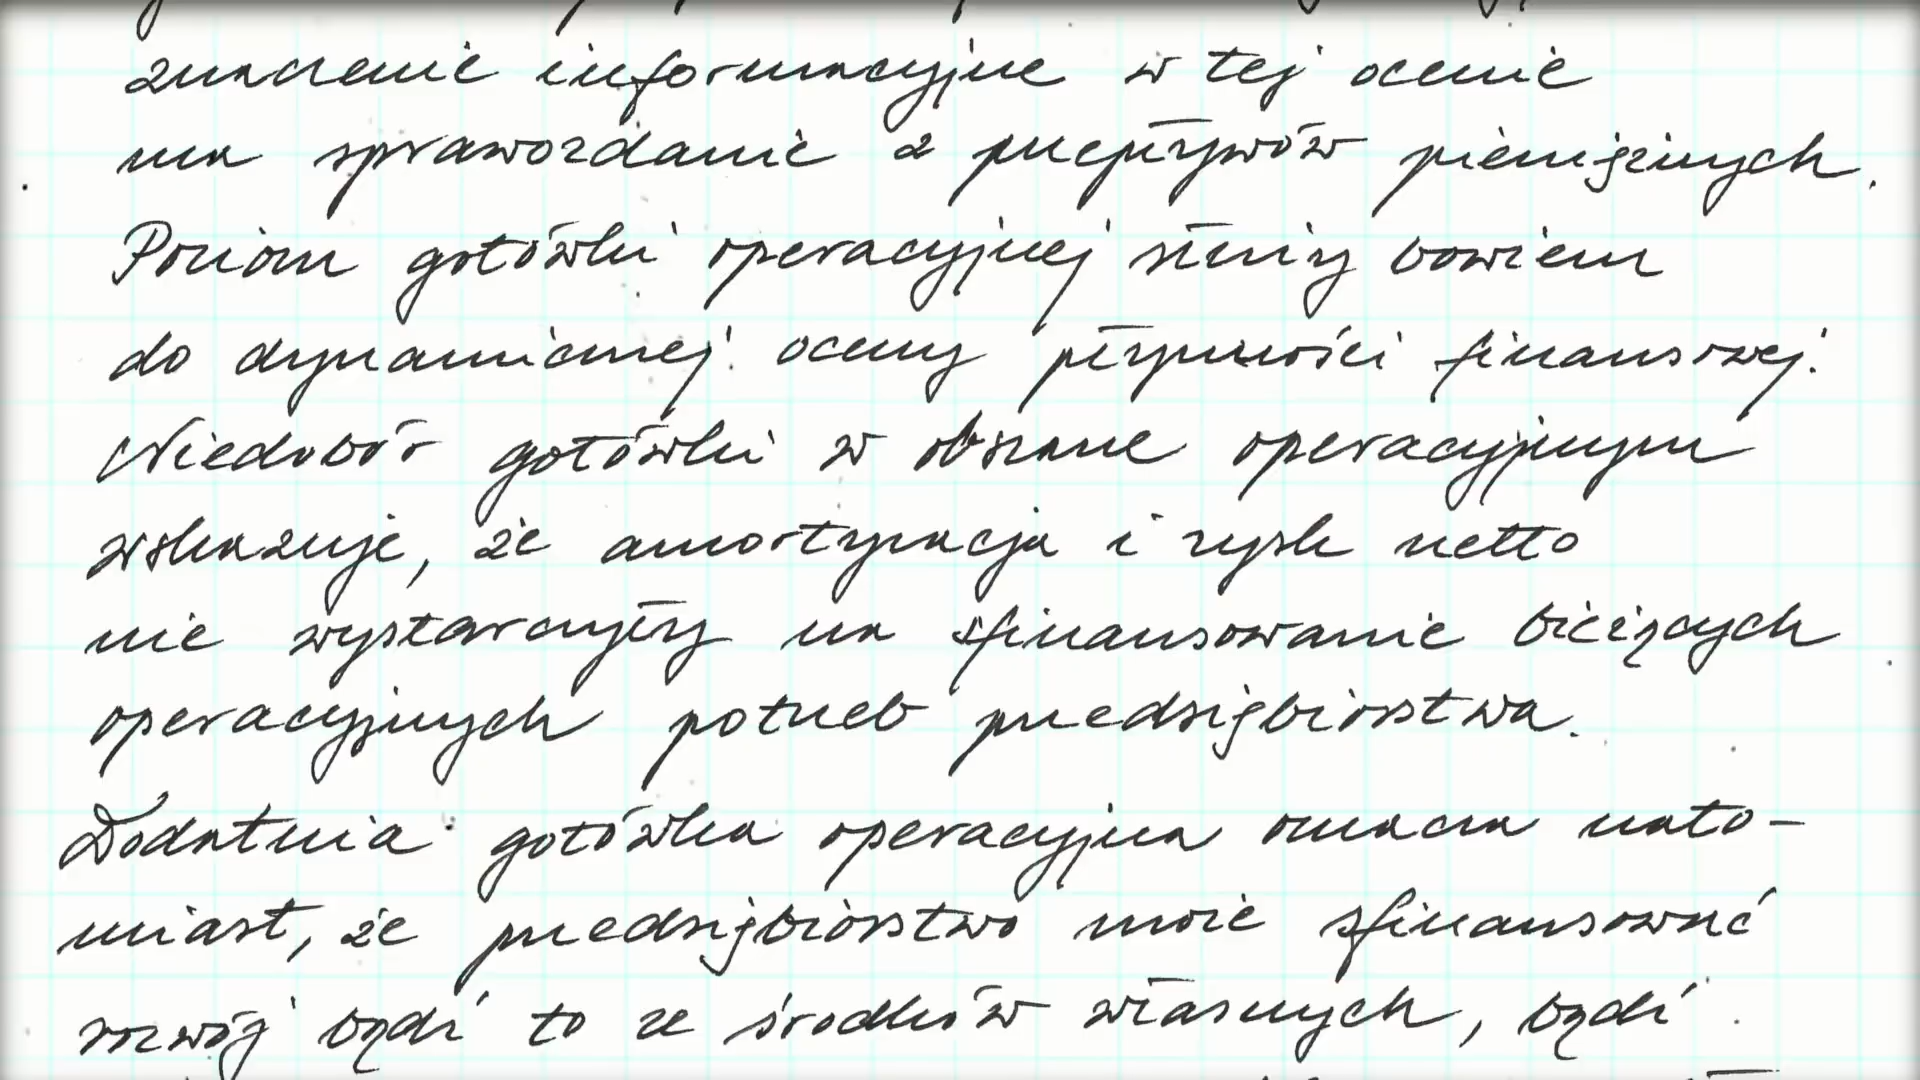 znaczenie informacyjne w tej ocenie
ma sprawozdanie z przepływów pieniężnych.
Poziom gotówki operacyjnej służy bowiem
do dynamicznej oceny płynności finansowej.
Niedobór gotówki w obszarze operacyjnym
wskazuje, że amortyzacja i zysk netto
nie wystarczyły na sfinansowanie bieżących
operacyjnych potrzeb przedsiębiorstwa.
Dodatnia gotówka operacyjna oznacza nato-
miast, że przedsiębiorstwo może sfinansować
rozwój bądź to ze środków własnych, bądź